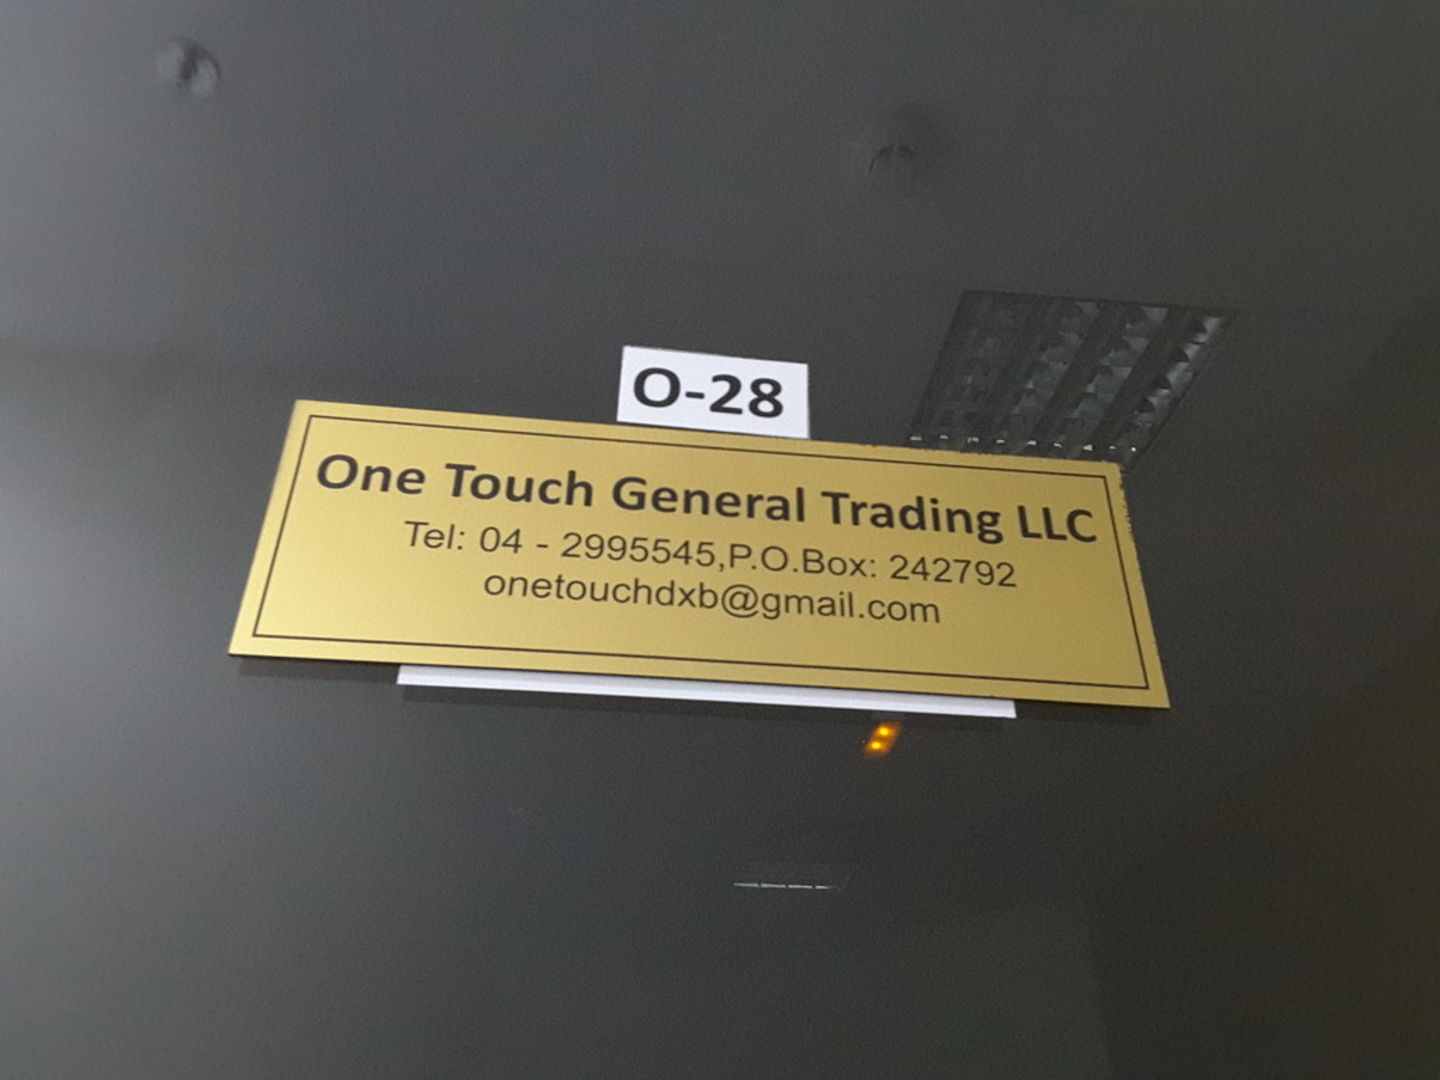 O-28
One Touch General Trading LLC
Tel: 04 - 2995545,P.O.Box: 242792
onetouchdxb@gmail.com